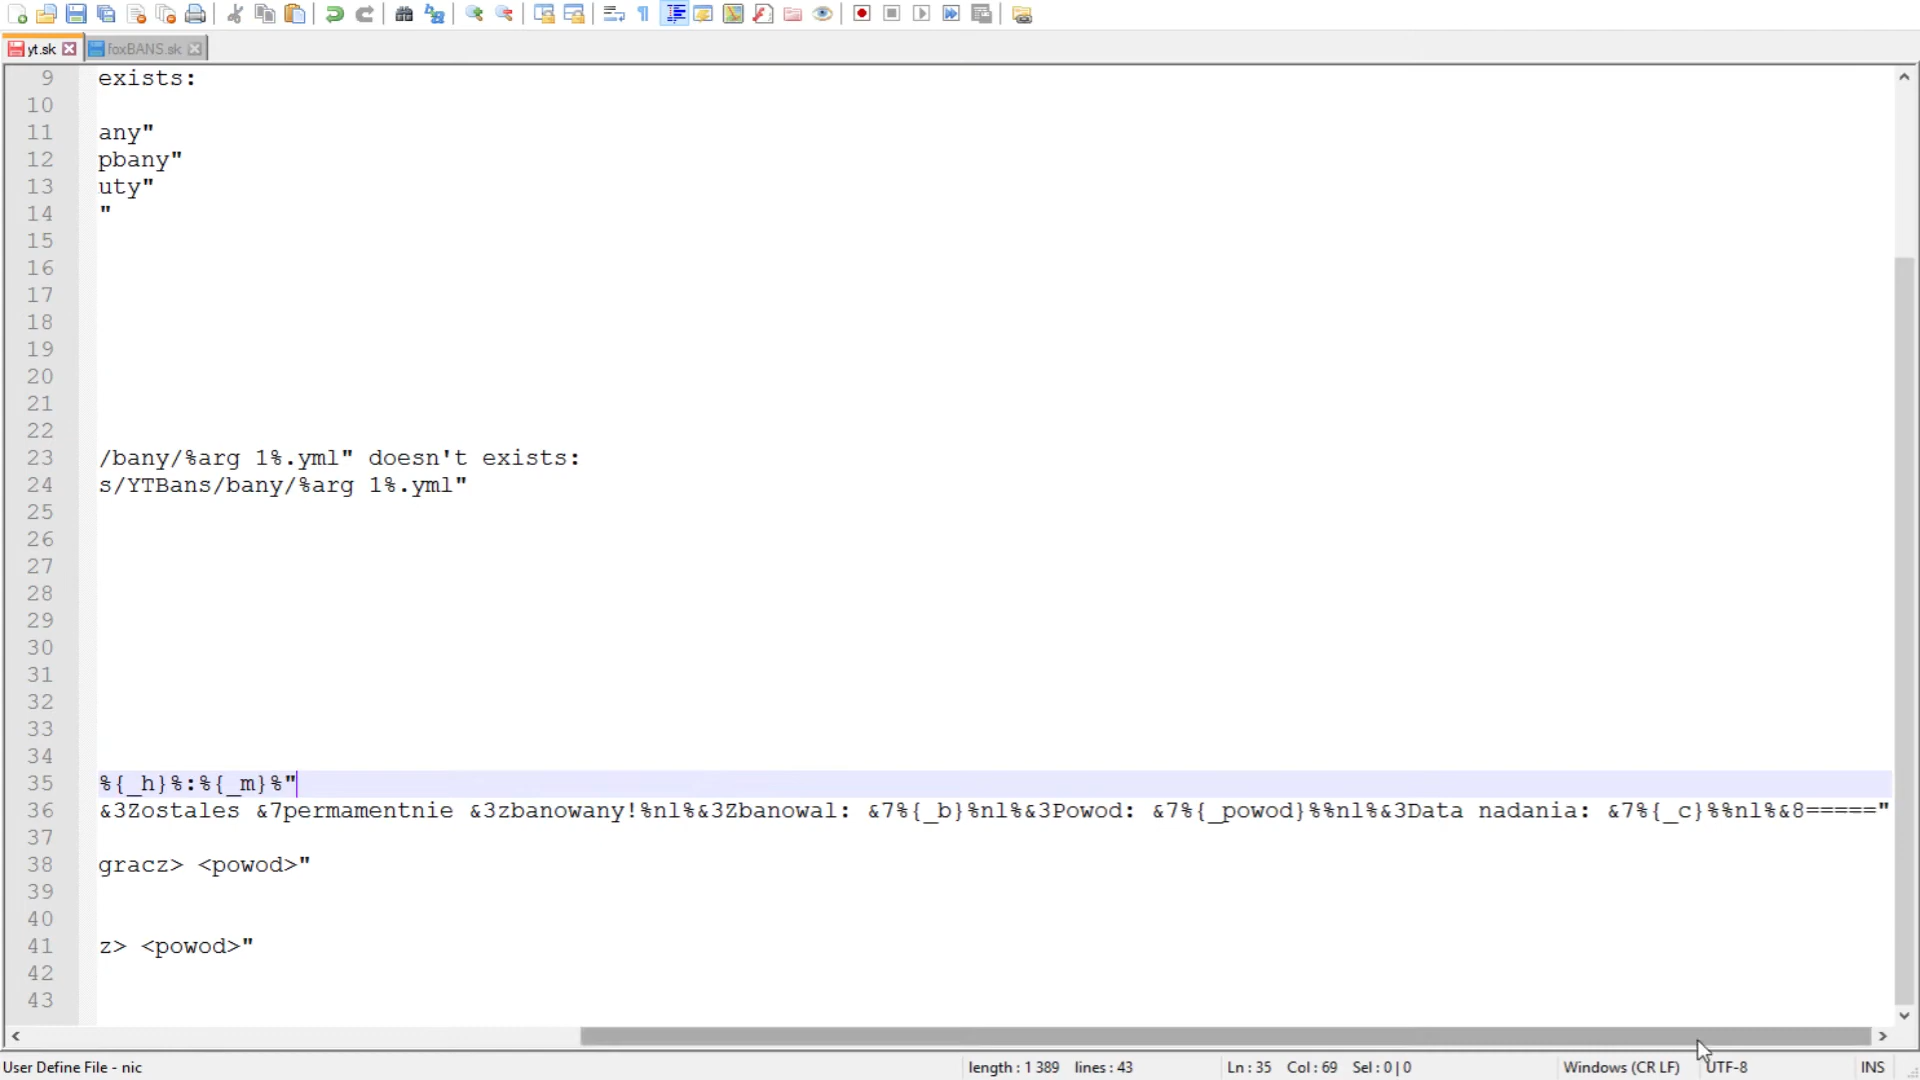 yt.sk foxBANS.sk
9 exists:
10
11 any"
12 pbany"
13 uty"
14 "
15
16
17
18
19
20
21
22
23 /bany/%arg 1%.yml" doesn't exists:
24 s/YTBans/bany/%arg 1%.yml"
25
26
27
28
29
30
31
32
33
34
35 %{_h}%:%{_m}%"
36 &3Zostales &7permamentnie &3zbanowany!%nl%&3Zbanowal: &7%{_b}%nl%&3Powod: &7%{_powod}%%nl%&3Data nadania: &7%{_c}%%nl%&8====="
37
38 gracz> <powod>"
39
40
41 z> <powod>"
42
43
User Define File - nic length : 1 389 lines : 43 Ln : 35 Col : 69 Sel : 0 | 0 Windows (CR LF) UTF-8 INS